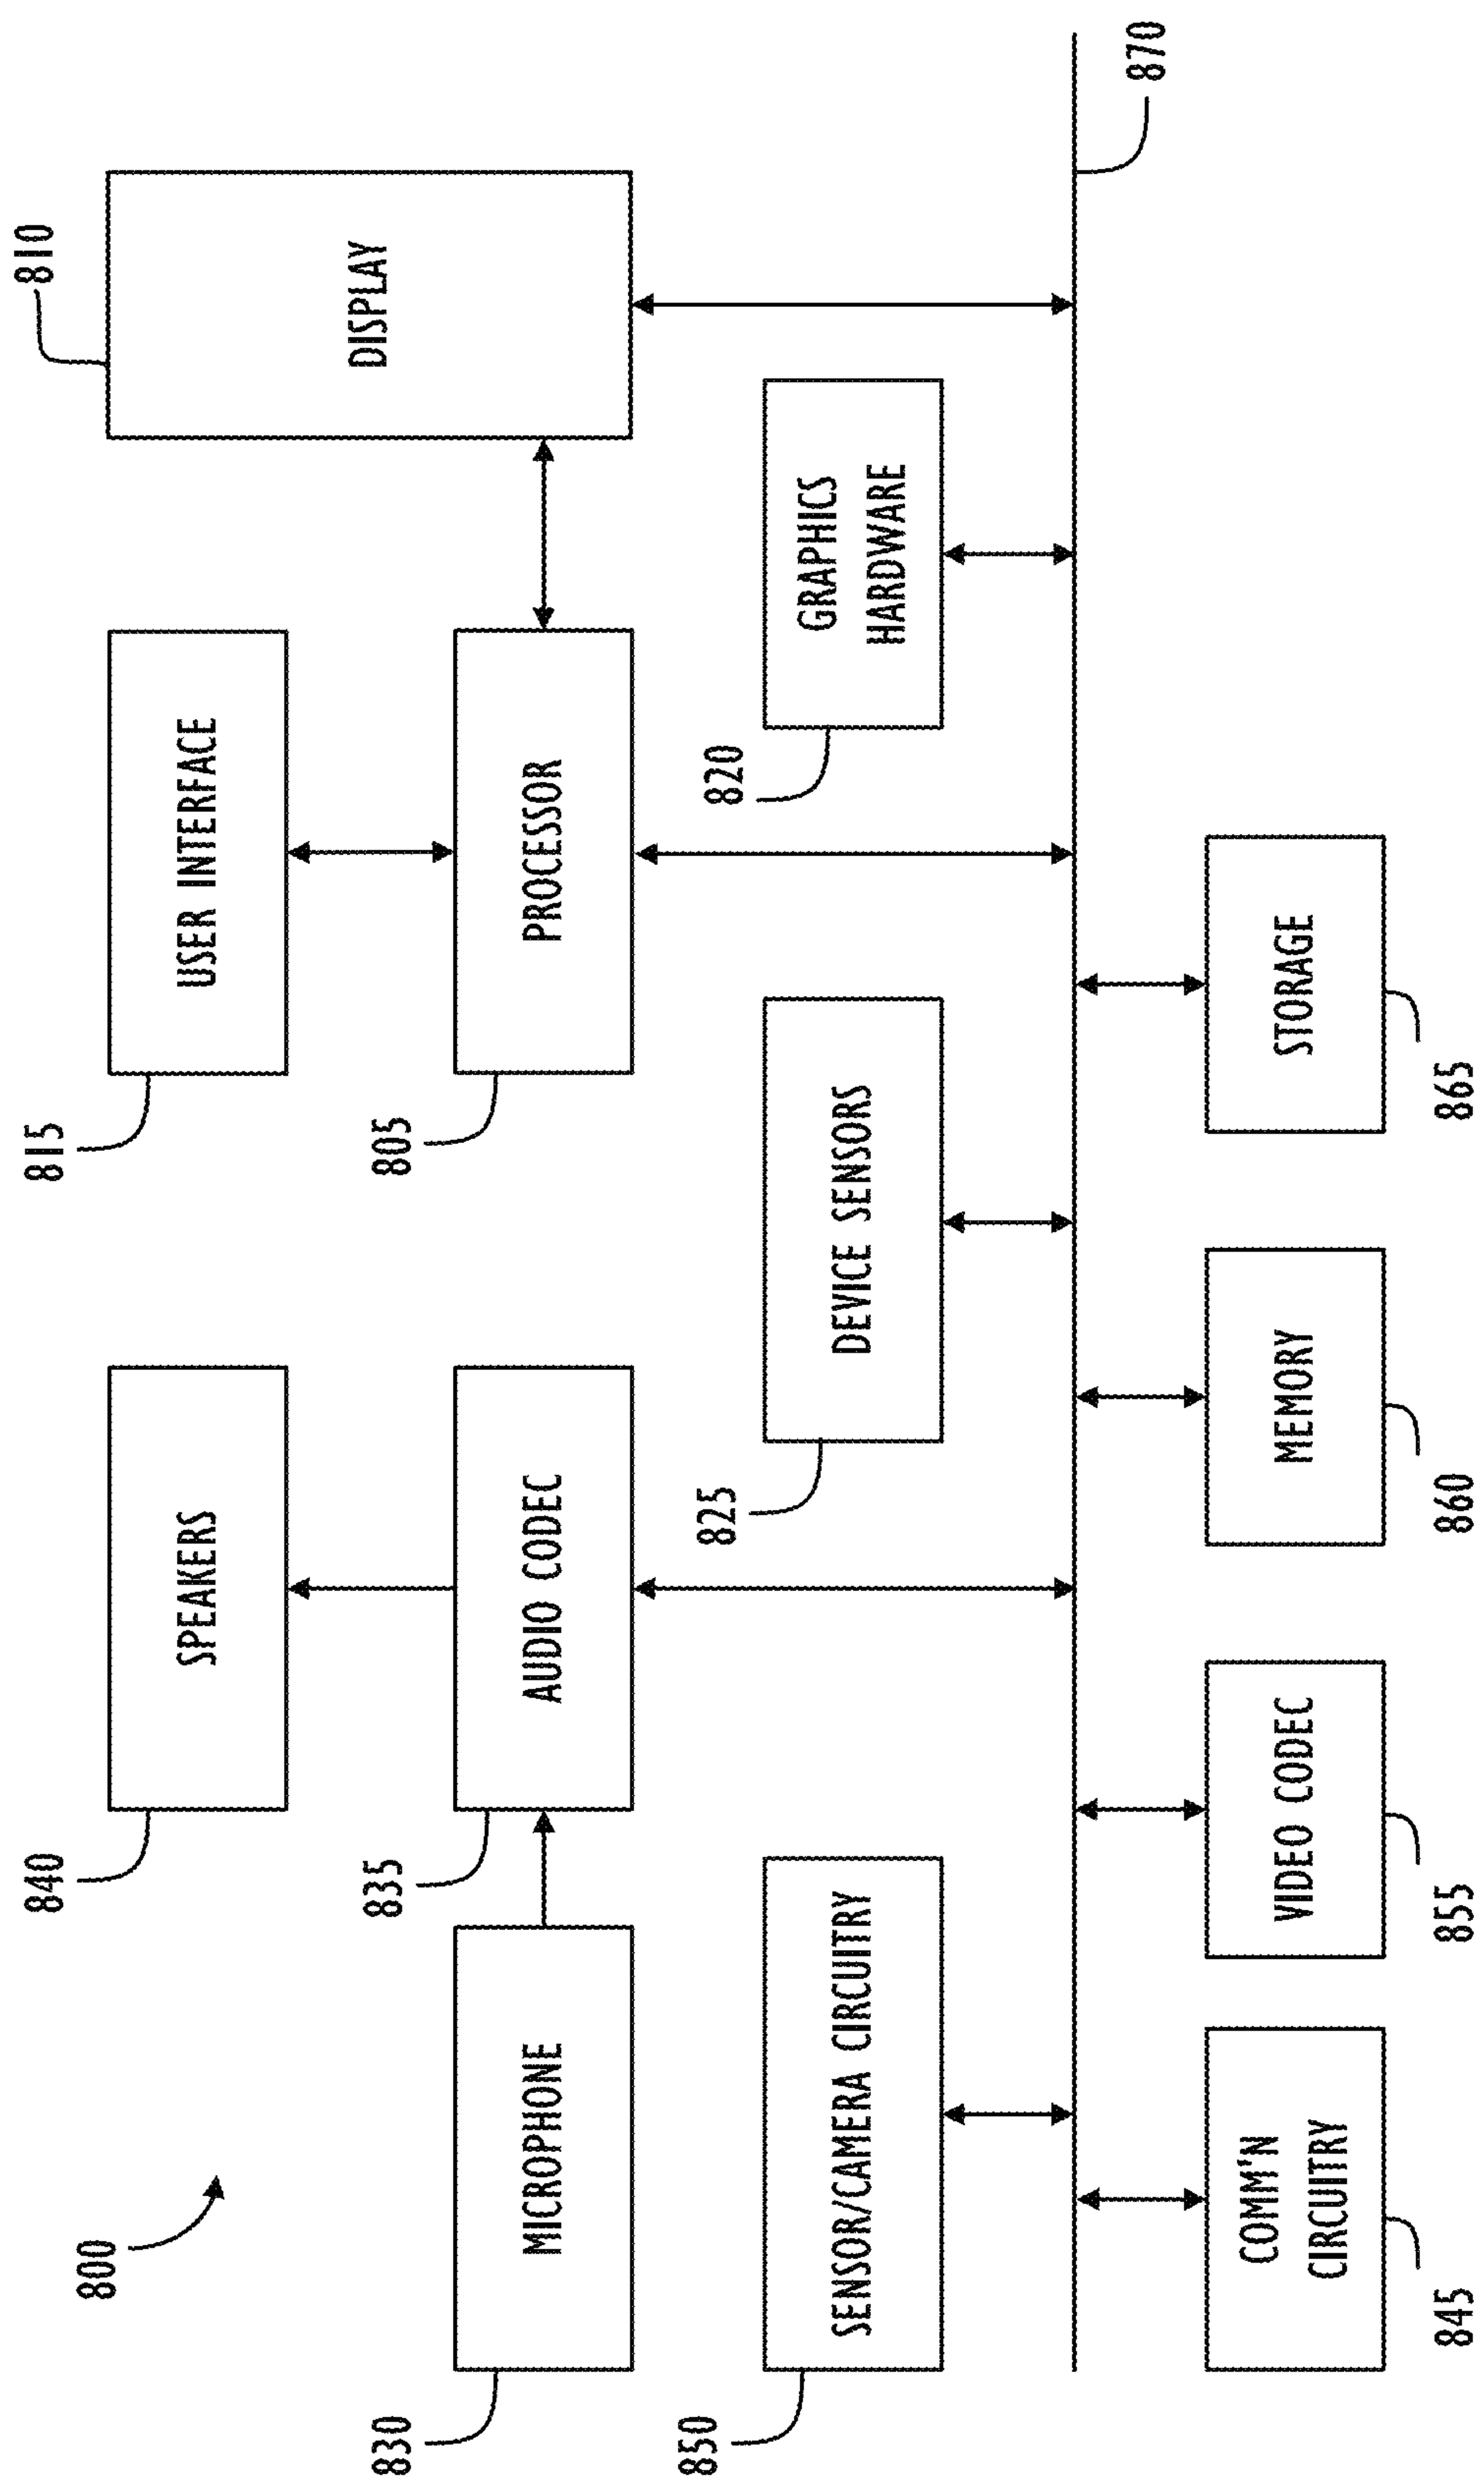 800
840
SPEAKERS
815
USER INTERFACE
810
DISPLAY
830
MICROPHONE
835
AUDIO CODEC
805
PROCESSOR
850
SENSOR/CAMERA CIRCUITRY
825
DEVICE SENSORS
820
GRAPHICS
HARDWARE
870
COMM'N
CIRCUITRY
845
VIDEO CODEC
855
MEMORY
860
STORAGE
865